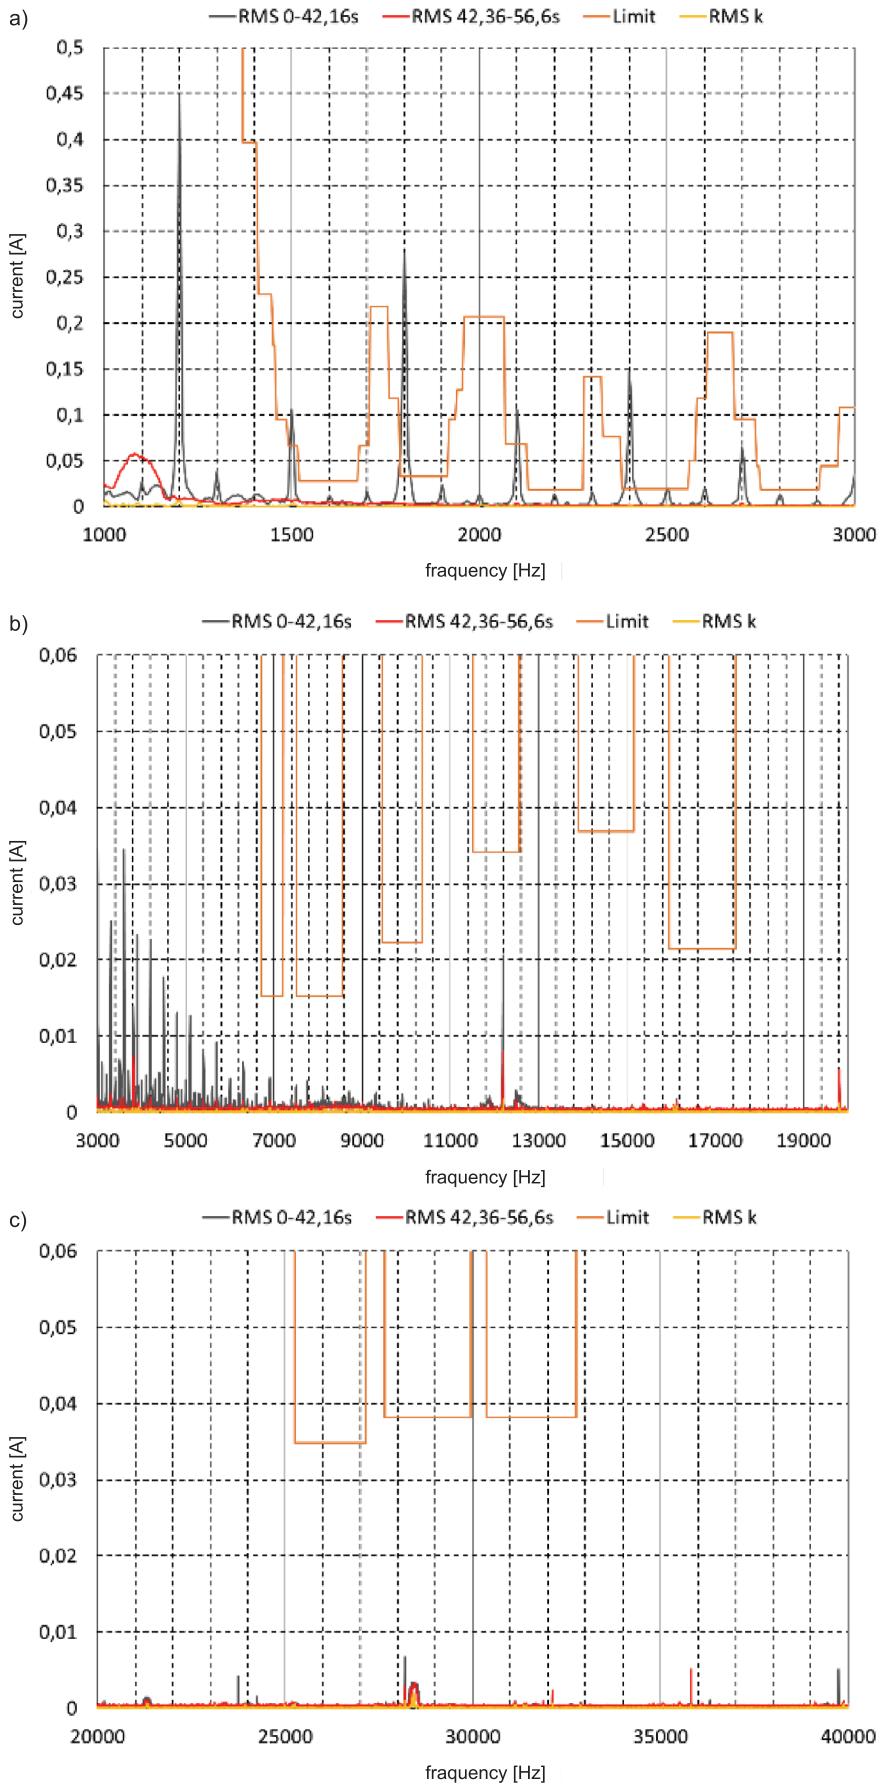 a)
RMS 0-42,16s RMS 42,36-56,6s Limit RMS k
0,5
0,45
0,4
0,35
0,3
0,25
0,2
0,15
0,1
0,05
0
current [A]
1000 1500 2000 2500 3000
fraquency [Hz]
b)
RMS 0-42,16s RMS 42,36-56,6s Limit RMS k
0,06
0,05
0,04
0,03
0,02
0,01
0
current [A]
3000 5000 7000 9000 11000 13000 15000 17000 19000
fraquency [Hz]
c)
RMS 0-42,16s RMS 42,36-56,6s Limit RMS k
0,06
0,05
0,04
0,03
0,02
0,01
0
current [A]
20000 25000 30000 35000 40000
fraquency [Hz]